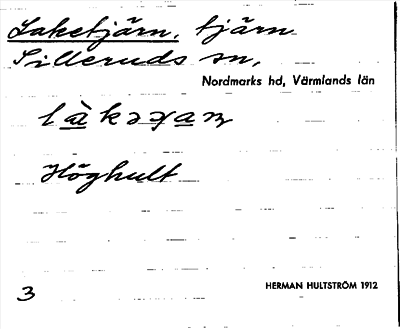 Laketjärn, tjärn
Silleruds sn,
Nordmarks hd, Värmlands län
Höghult
3
HERMAN HULTSTRÖM 1912